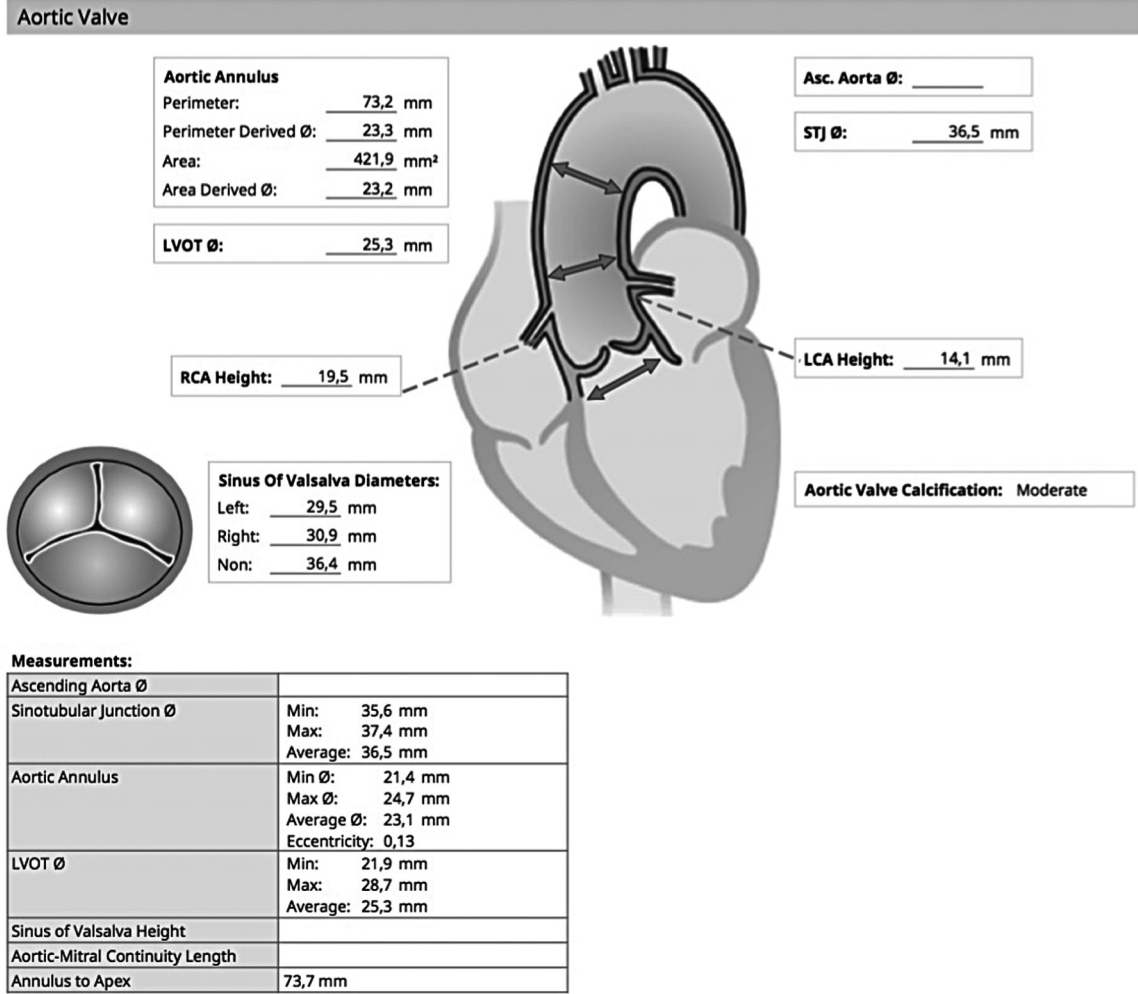 Aortic Valve
Aortic Annulus
Perimeter: 73,2 mm
Perimeter Derived Ø: 23,3 mm
Area: 421,9 mm²
Area Derived Ø: 23,2 mm
LVOT Ø: 25,3 mm
Asc. Aorta Ø:
STJ Ø: 36,5 mm
RCA Height: 19,5 mm
LCA Height: 14,1 mm
Sinus Of Valsalva Diameters:
Left: 29,5 mm
Right: 30,9 mm
Non: 36,4 mm
Aortic Valve Calcification: Moderate
Measurements:
Ascending Aorta Ø
Sinotubular Junction Ø Min: 35,6 mm
Max: 37,4 mm
Average: 36,5 mm
Aortic Annulus Min Ø: 21,4 mm
Max Ø: 24,7 mm
Average Ø: 23,1 mm
Eccentricity: 0,13
LVOT Ø Min: 21,9 mm
Max: 28,7 mm
Average: 25,3 mm
Sinus of Valsalva Height
Aortic-Mitral Continuity Length
Annulus to Apex 73,7 mm